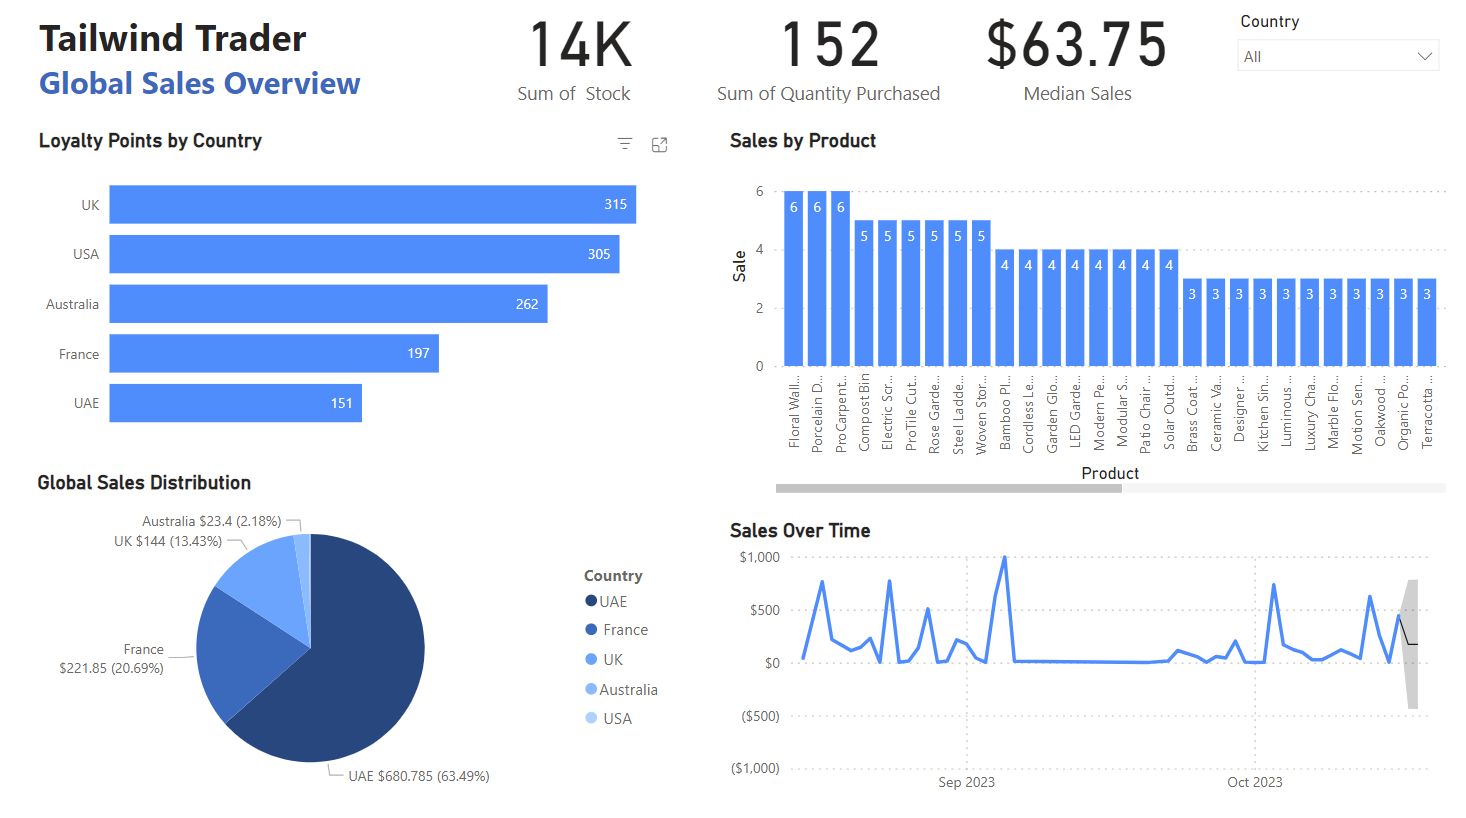 Tailwind Trader
Global Sales Overview
14K
Sum of  Stock
152
Sum of Quantity Purchased
$63.75
Median Sales
Country
All
Loyalty Points by Country
UK
315
USA
305
Australia
262
France
197
UAE
151
Sales by Product
Sale
6
4
2
0
6 6 6 5 5 5 5 5 5 4 4 4 4 4 4 4 4 3 3 3 3 3 3 3 3 3 3 3
Floral Wall...
Porcelain D...
ProCarpent...
Compost Bin
Electric Scr...
ProTile Cut...
Rose Garde...
Steel Ladde...
Woven Stor...
Bamboo Pl...
Cordless Le...
Garden Glo...
LED Garde...
Modern Pe...
Modular S...
Patio Chair ...
Solar Outd...
Brass Coat ...
Ceramic Va...
Designer ...
Kitchen Sin...
Luminous ...
Luxury Cha...
Marble Flo...
Motion Sen...
Oakwood ...
Organic Po...
Terracotta ...
Product
Global Sales Distribution
Australia $23.4 (2.18%)
UK $144 (13.43%)
France
$221.85 (20.69%)
UAE $680.785 (63.49%)
Country
UAE
France
UK
Australia
USA
Sales Over Time
$1,000
$500
$0
($500)
($1,000)
Sep 2023
Oct 2023